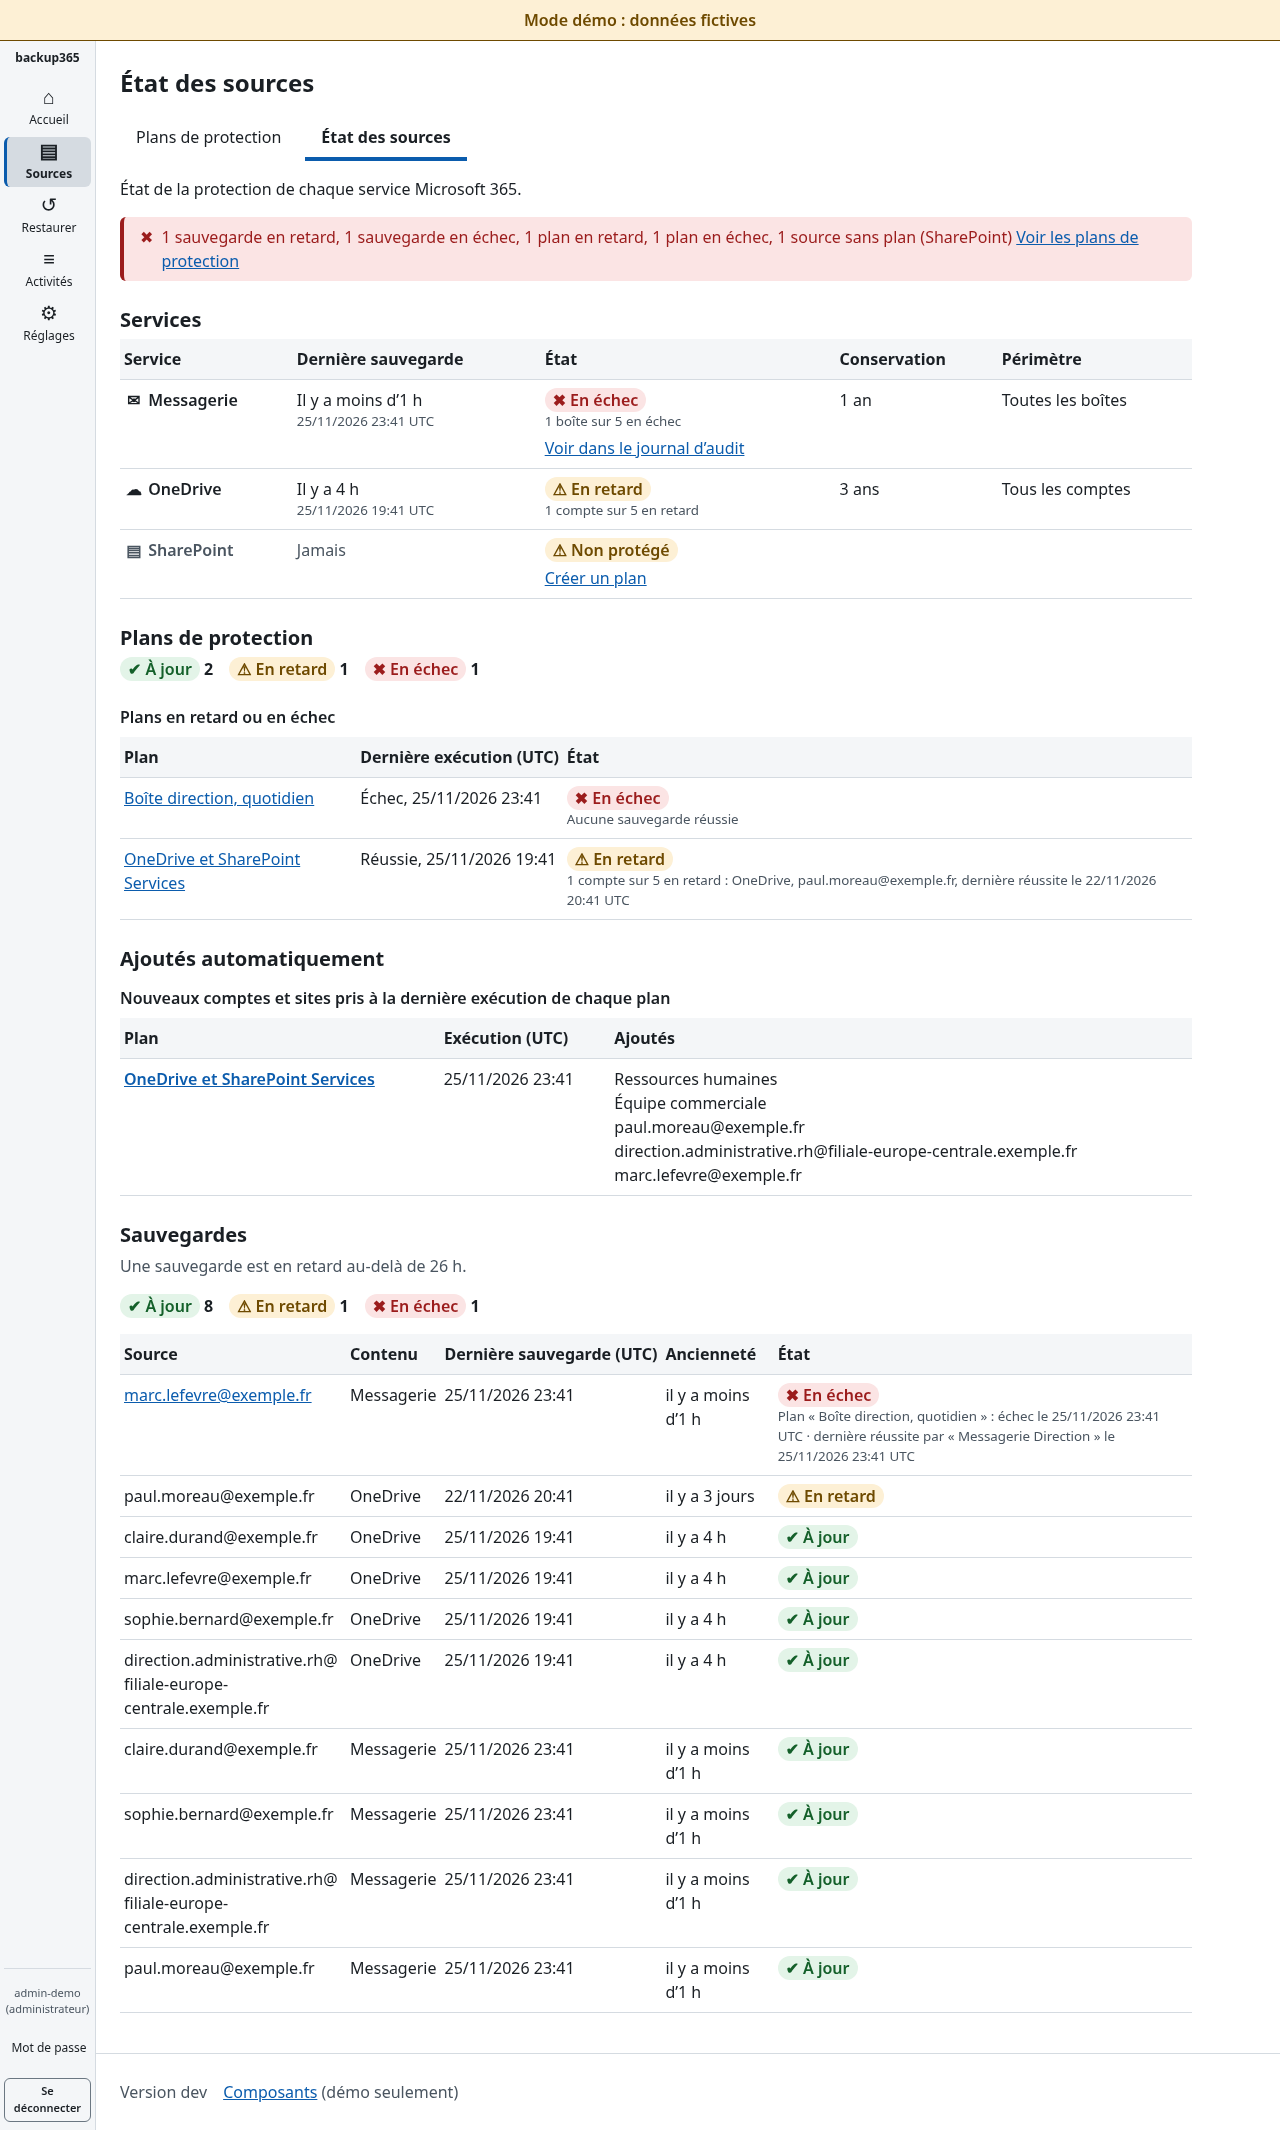 Mode démo : données fictives
backup365
Accueil
Sources
Restaurer
Activités
Réglages
État des sources
Plans de protection
État des sources
État de la protection de chaque service Microsoft 365.
✖ 1 sauvegarde en retard, 1 sauvegarde en échec, 1 plan en retard, 1 plan en échec, 1 source sans plan (SharePoint) Voir les plans de
protection
Services
Service Dernière sauvegarde État Conservation Périmètre
Messagerie Il y a moins d’1 h ✖ En échec 1 an Toutes les boîtes
25/11/2026 23:41 UTC 1 boîte sur 5 en échec
Voir dans le journal d’audit
OneDrive Il y a 4 h ⚠ En retard 3 ans Tous les comptes
25/11/2026 19:41 UTC 1 compte sur 5 en retard
SharePoint Jamais ⚠ Non protégé
Créer un plan
Plans de protection
✔ À jour 2 ⚠ En retard 1 ✖ En échec 1
Plans en retard ou en échec
Plan Dernière exécution (UTC) État
Boîte direction, quotidien Échec, 25/11/2026 23:41 ✖ En échec
Aucune sauvegarde réussie
OneDrive et SharePoint Réussie, 25/11/2026 19:41 ⚠ En retard
Services 1 compte sur 5 en retard : OneDrive, paul.moreau@exemple.fr, dernière réussite le 22/11/2026
20:41 UTC
Ajoutés automatiquement
Nouveaux comptes et sites pris à la dernière exécution de chaque plan
Plan Exécution (UTC) Ajoutés
OneDrive et SharePoint Services 25/11/2026 23:41 Ressources humaines
Équipe commerciale
paul.moreau@exemple.fr
direction.administrative.rh@filiale-europe-centrale.exemple.fr
marc.lefevre@exemple.fr
Sauvegardes
Une sauvegarde est en retard au-delà de 26 h.
✔ À jour 8 ⚠ En retard 1 ✖ En échec 1
Source Contenu Dernière sauvegarde (UTC) Ancienneté État
marc.lefevre@exemple.fr Messagerie 25/11/2026 23:41 il y a moins ✖ En échec
d’1 h Plan « Boîte direction, quotidien » : échec le 25/11/2026 23:41
UTC · dernière réussite par « Messagerie Direction » le
25/11/2026 23:41 UTC
paul.moreau@exemple.fr OneDrive 22/11/2026 20:41 il y a 3 jours ⚠ En retard
claire.durand@exemple.fr OneDrive 25/11/2026 19:41 il y a 4 h ✔ À jour
marc.lefevre@exemple.fr OneDrive 25/11/2026 19:41 il y a 4 h ✔ À jour
sophie.bernard@exemple.fr OneDrive 25/11/2026 19:41 il y a 4 h ✔ À jour
direction.administrative.rh@ OneDrive 25/11/2026 19:41 il y a 4 h ✔ À jour
filiale-europe-
centrale.exemple.fr
claire.durand@exemple.fr Messagerie 25/11/2026 23:41 il y a moins ✔ À jour
d’1 h
sophie.bernard@exemple.fr Messagerie 25/11/2026 23:41 il y a moins ✔ À jour
d’1 h
direction.administrative.rh@ Messagerie 25/11/2026 23:41 il y a moins ✔ À jour
filiale-europe- d’1 h
centrale.exemple.fr
paul.moreau@exemple.fr Messagerie 25/11/2026 23:41 il y a moins ✔ À jour
d’1 h
admin-demo
(administrateur)
Mot de passe
Se
déconnecter
Version dev Composants (démo seulement)